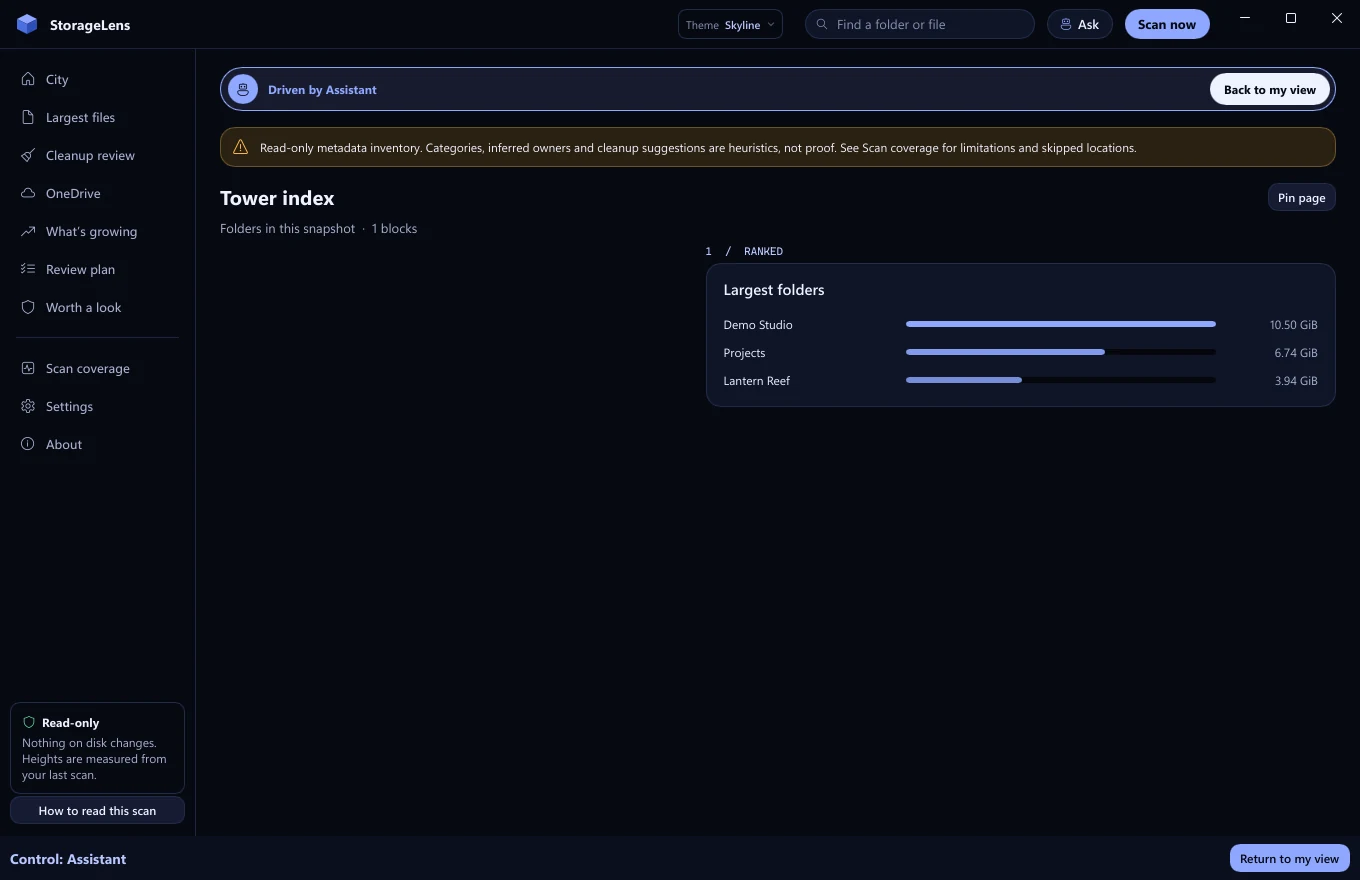 StorageLens
Theme Skyline
Find a folder or file
Ask
Scan now
City
Largest files
Cleanup review
OneDrive
What's growing
Review plan
Worth a look
Scan coverage
Settings
About
Read-only
Nothing on disk changes.
Heights are measured from
your last scan.
How to read this scan
Driven by Assistant
Back to my view
Read-only metadata inventory. Categories, inferred owners and cleanup suggestions are heuristics, not proof. See Scan coverage for limitations and skipped locations.
Tower index
Pin page
Folders in this snapshot · 1 blocks
1 / RANKED
Largest folders
Demo Studio 10.50 GiB
Projects 6.74 GiB
Lantern Reef 3.94 GiB
Control: Assistant
Return to my view